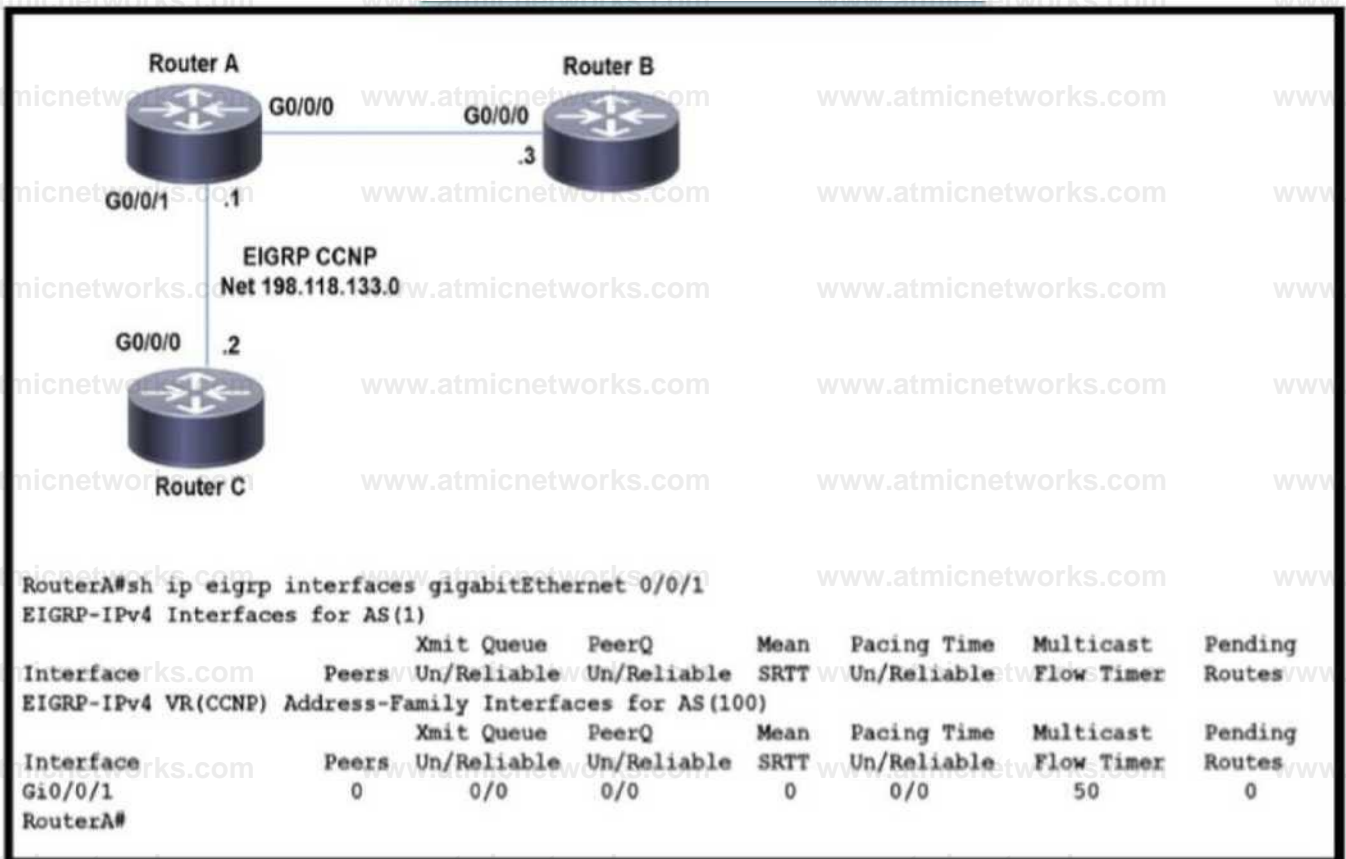 Router A
Router B
G0/0/0
G0/0/0
.3
G0/0/1
.1
EIGRP CCNP
Net 198.118.133.0
G0/0/0
.2
Router C
www.atmicnetworks.com
RouterA#sh ip eigrp interfaces gigabitEthernet 0/0/1
EIGRP-IPv4 Interfaces for AS(1)
Xmit Queue PeerQ Mean Pacing Time Multicast Pending
Interface Peers Un/Reliable Un/Reliable SRTT Un/Reliable Flow Timer Routes
EIGRP-IPv4 VR(CCNP) Address-Family Interfaces for AS(100)
Xmit Queue PeerQ Mean Pacing Time Multicast Pending
Interface Peers Un/Reliable Un/Reliable SRTT Un/Reliable Flow Timer Routes
Gi0/0/1 0 0/0 0/0 0 0/0 50 0
RouterA#